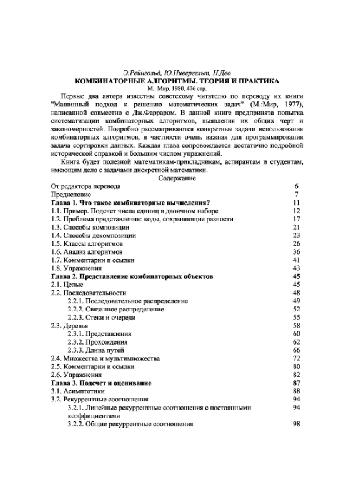 Э.Рейнгольд, Ю.Нивергельт, Н.Део
КОМБИНАТОРНЫЕ АЛГОРИТМЫ. ТЕОРИЯ И ПРАКТИКА
М.: Мир, 1980, 476 стр.
Первые два автора известны советскому читателю по переводу их книги
"Машинный подход к решению математических задач" (М.:Мир, 1977),
написанной совместно с Дж.Фарраром. В данной книге предпринята попытка
систематизации комбинаторных алгоритмов, выявления их общих черт и
закономерностей. Подробно рассматриваются конкретные задачи использования
комбинаторных алгоритмов, в частности очень важная для программирования
задача сортировки данных. Каждая глава сопровождается достаточно подробной
исторической справкой и большим числом упражнений.
Книга будет полезной математикам-прикладникам, аспирантам и студентам,
имеющим дело с задачами дискретной математики.
Содержание
От редактора перевода 6
Предисловие 7
Глава 1. Что такое комбинаторные вычисления? 11
1.1. Пример. Подсчет числа единиц в двоичном наборе 12
1.2. Проблема представления: коды, сохраняющие разности 17
1.3. Способы композиции 21
1.4. Способы декомпозиции 23
1.5. Классы алгоритмов 26
1.6. Анализ алгоритмов 36
1.7. Комментарии и ссылки 41
1.8. Упражнения 43
Глава 2. Представление комбинаторных объектов 45
2.1. Целые 45
2.2. Последовательности 48
2.2.1. Последовательное распределение 49
2.2.2. Связанное распределение 52
2.2.3. Стеки и очереди 55
2.3. Деревья 58
2.3.1. Представления 60
2.3.2. Прохождения 62
2.3.3. Длина путей 66
2.4. Множества и мультимножества 72
2.5. Комментарии и ссылки 80
2.6. Упражнения 82
Глава 3. Подсчет и оценивание 87
3.1. Асимптотики 88
3.2. Рекуррентные соотношения 94
3.2.1. Линейные рекуррентные соотношения с постоянными 94
коэффициентами
3.2.2. Общие рекуррентные соотношения 98